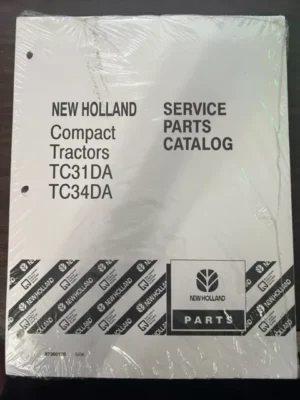 NEW HOLLAND
Compact
Tractors
TC31DA
TC34DA
SERVICE
PARTS
CATALOG
NEW HOLLAND
PARTS